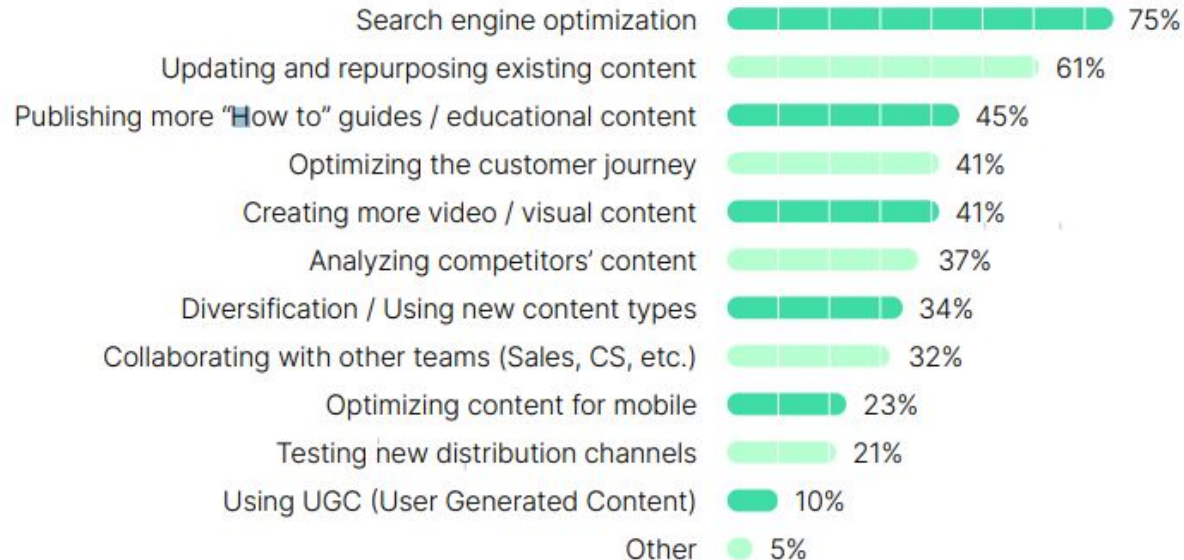 Search engine optimization 75%
Updating and repurposing existing content 61%
Publishing more “How to” guides / educational content 45%
Optimizing the customer journey 41%
Creating more video / visual content 41%
Analyzing competitors’ content 37%
Diversification / Using new content types 34%
Collaborating with other teams (Sales, CS, etc.) 32%
Optimizing content for mobile 23%
Testing new distribution channels 21%
Using UGC (User Generated Content) 10%
Other 5%